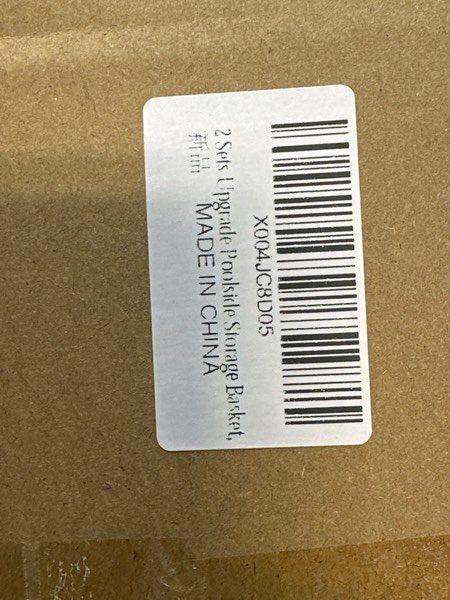 X004JC8D05
2 Sets Upgrade Poolside Storage Basket,
新品
MADE IN CHINA